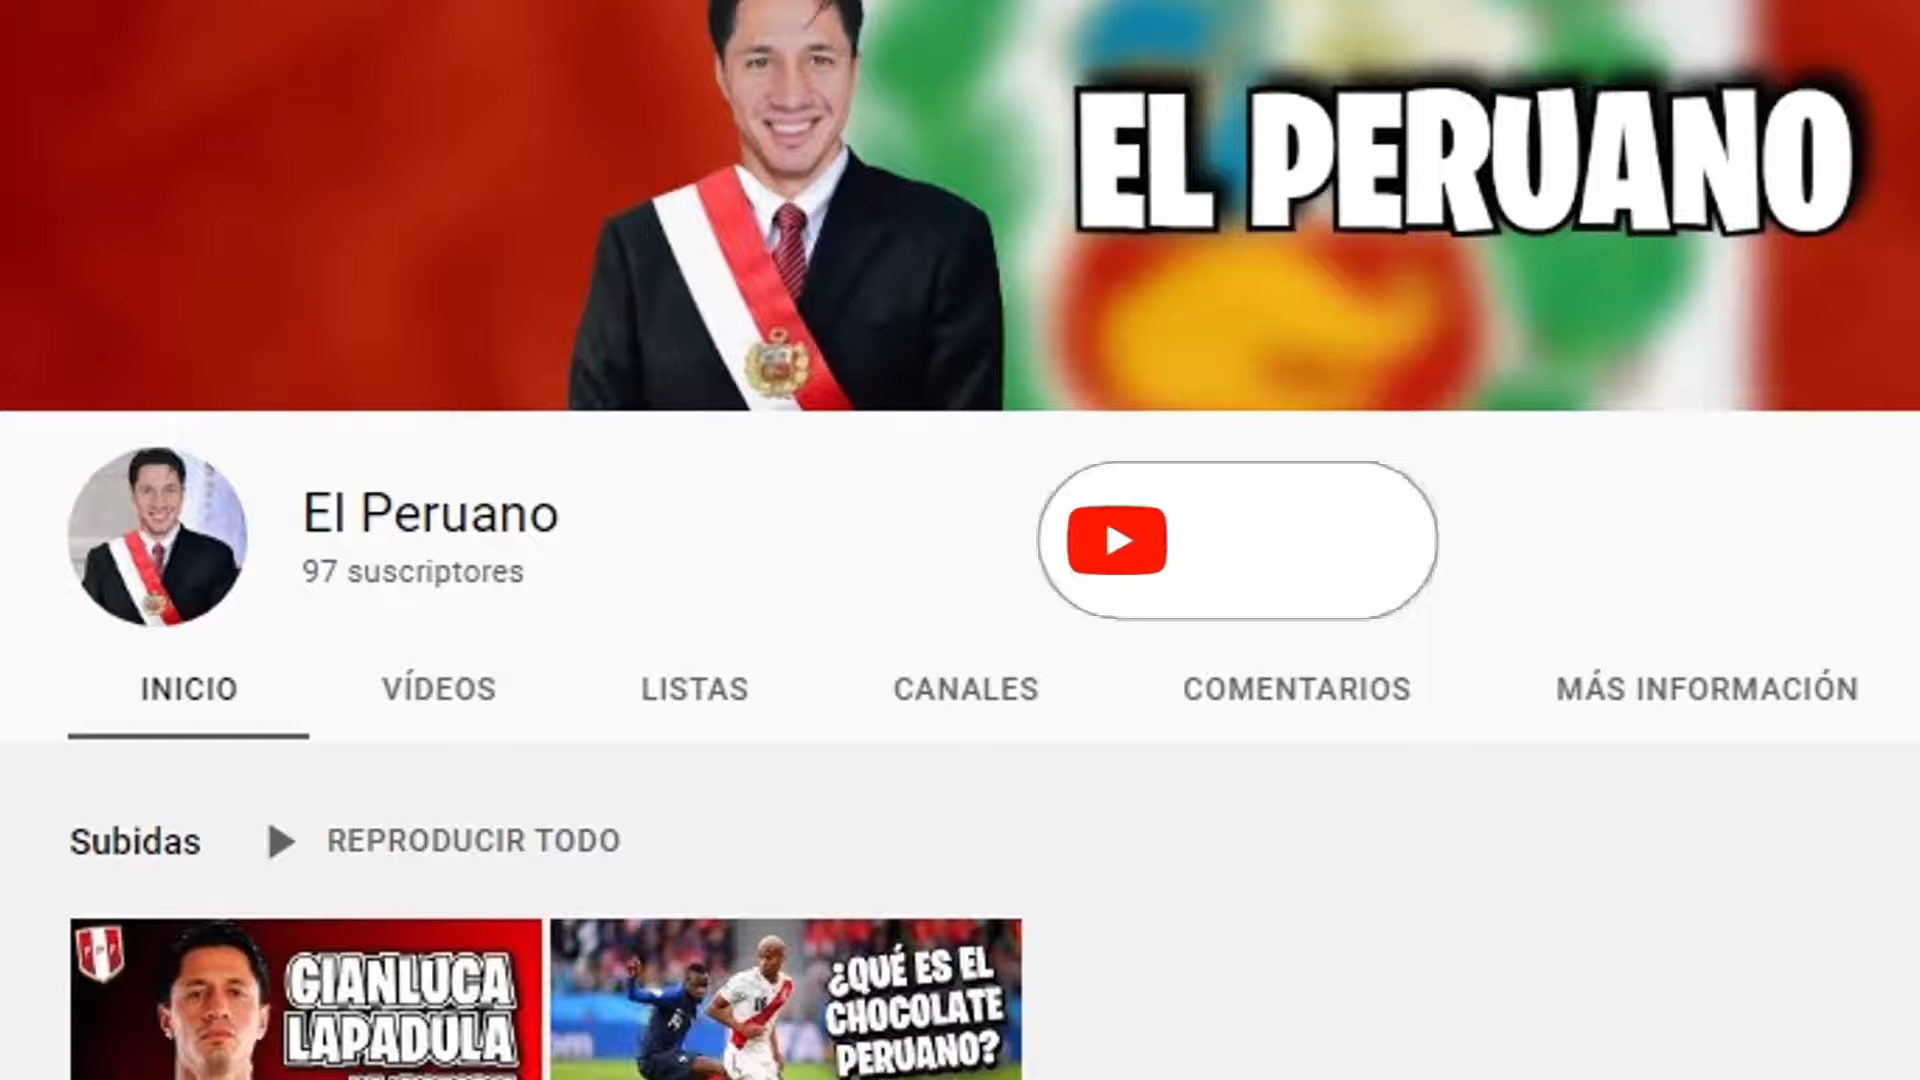 EL PERUANO
El Peruano
97 suscriptores
INICIO
VÍDEOS
LISTAS
CANALES
COMENTARIOS
MÁS INFORMACIÓN
Subidas
REPRODUCIR TODO
GIANLUCA
LAPADULA
¿QUÉ ES EL
CHOCOLATE
PERUANO?